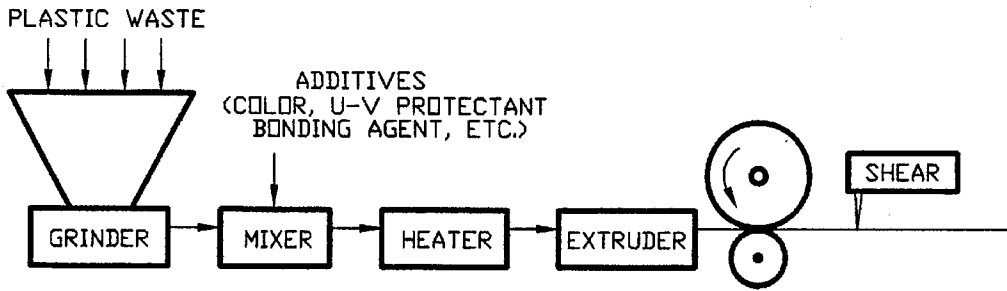 PLASTIC WASTE
ADDITIVES
(COLOR, U-V PROTECTANT
BONDING AGENT, ETC.)
GRINDER
MIXER
HEATER
EXTRUDER
SHEAR